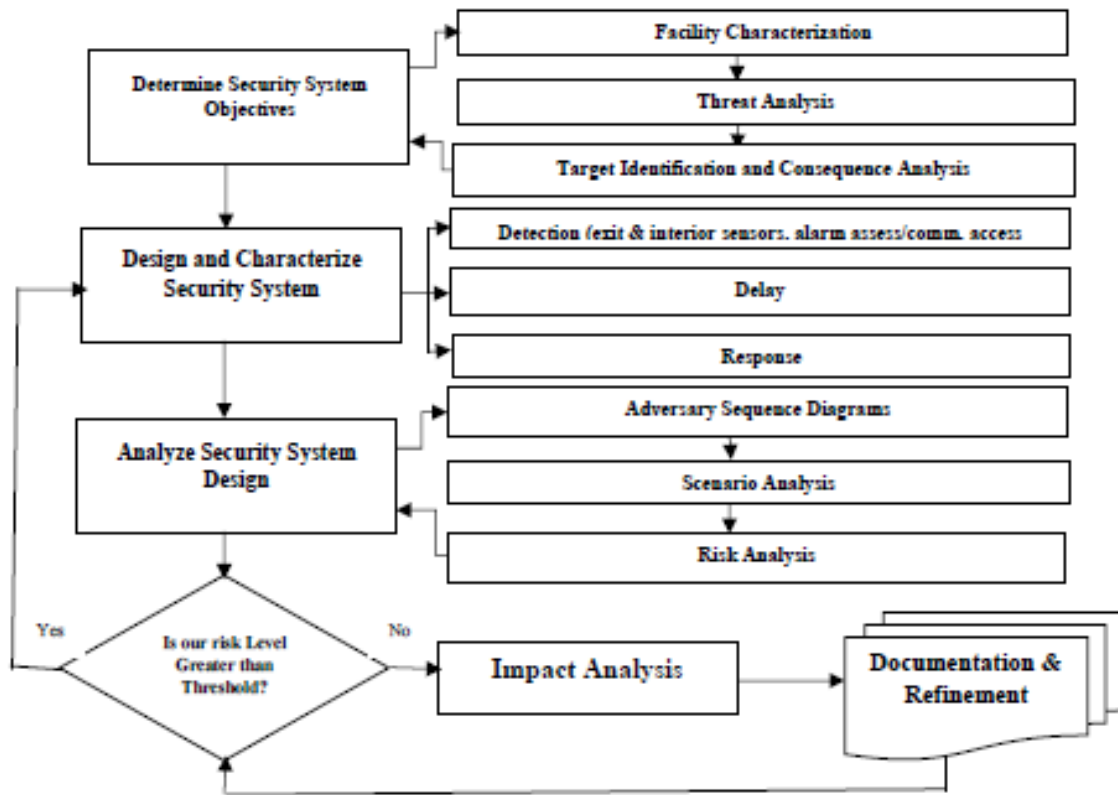 Facility Characterization
Determine Security System
Objectives
Threat Analysis
Target Identification and Consequence Analysis
Detection (exit & interior sensors, alarm assess/comm, access
Design and Characterize
Security System
Delay
Response
Adversary Sequence Diagrams
Analyze Security System
Design
Scenario Analysis
Risk Analysis
Yes
Is our risk Level
Greater than
Threshold?
No
Impact Analysis
Documentation &
Refinement